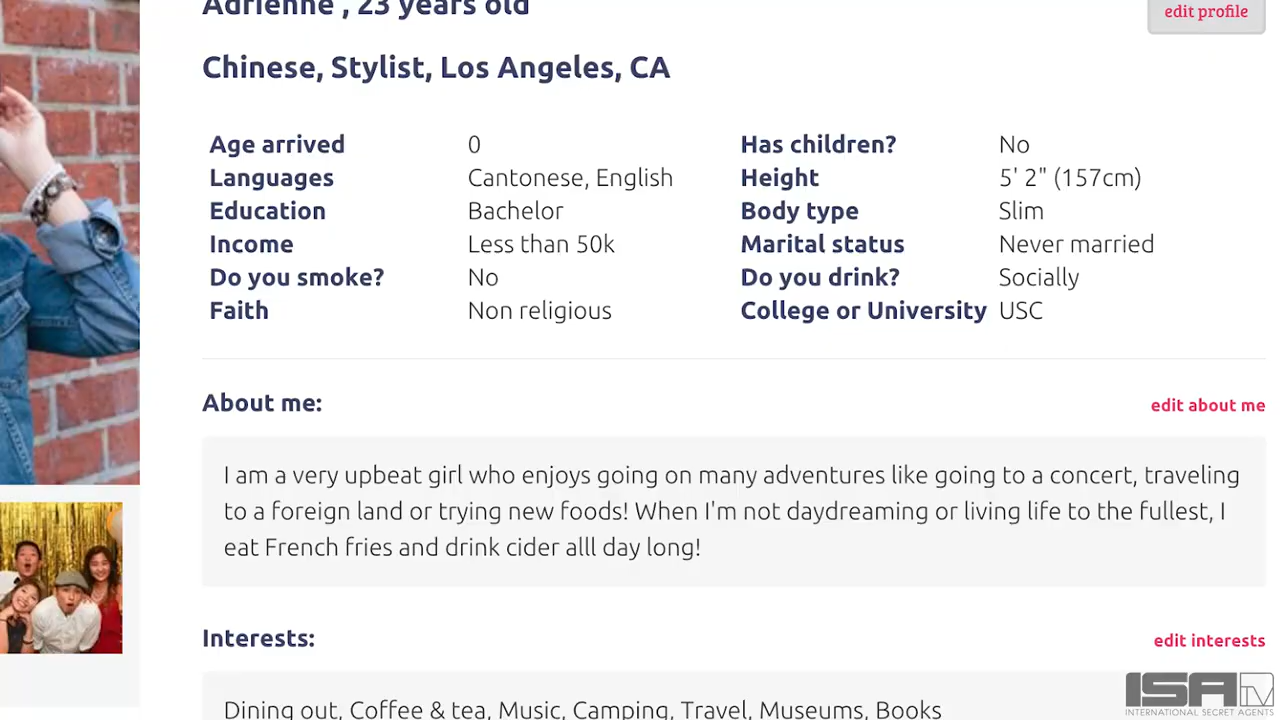 Adrienne , 23 years old
edit profile
Chinese, Stylist, Los Angeles, CA
Age arrived 0 Has children? No
Languages Cantonese, English Height 5' 2" (157cm)
Education Bachelor Body type Slim
Income Less than 50k Marital status Never married
Do you smoke? No Do you drink? Socially
Faith Non religious College or University USC
About me:
edit about me
I am a very upbeat girl who enjoys going on many adventures like going to a concert, traveling
to a foreign land or trying new foods! When I'm not daydreaming or living life to the fullest, I
eat French fries and drink cider alll day long!
Interests:
edit interests
Dining out, Coffee & tea, Music, Camping, Travel, Museums, Books
ISA TV
INTERNATIONAL SECRET AGENTS